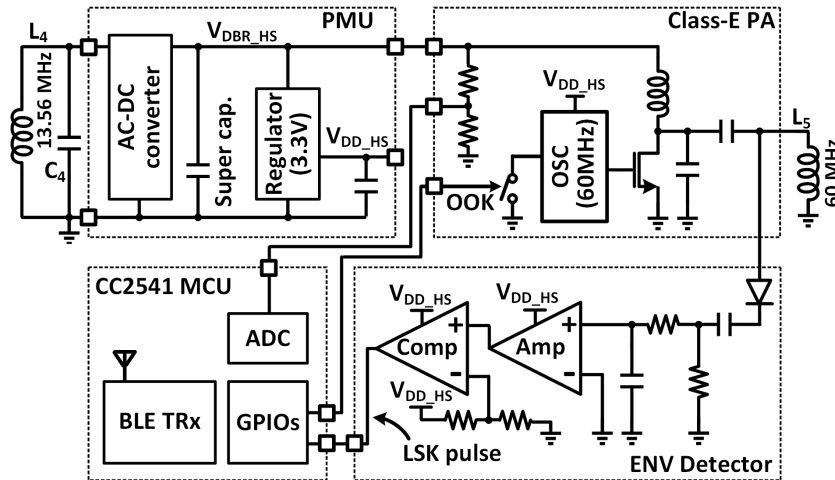 PMU
Class-E PA
L4
VDBR_HS
13.56 MHz
C4
AC-DC
converter
Super cap.
Regulator
(3.3V)
VDD_HS
VDD_HS
OSC
(60MHz)
OOK
L5
60 MHz
CC2541 MCU
ADC
BLE TRx
GPIOs
VDD_HS
Comp
+
-
VDD_HS
Amp
+
-
VDD_HS
LSK pulse
ENV Detector